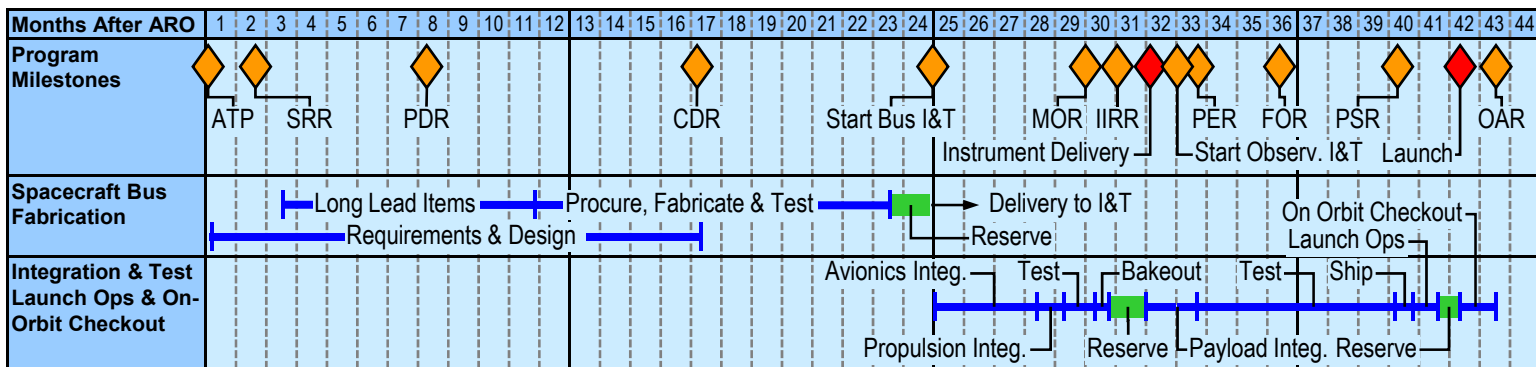 Months After ARO 1 2 3 4 5 6 7 8 9 10 11 12 13 14 15 16 17 18 19 20 21 22 23 24 25 26 27 28 29 30 31 32 33 34 35 36 37 38 39 40 41 42 43 44
Program
Milestones
ATP SRR PDR CDR Start Bus I&T MOR IIRR PER FOR PSR OAR
Instrument Delivery Start Observ. I&T Launch
Spacecraft Bus
Fabrication
Long Lead Items Procure, Fabricate & Test Delivery to I&T
Requirements & Design Reserve
On Orbit Checkout
Launch Ops
Integration & Test
Launch Ops & On-
Orbit Checkout
Avionics Integ. Test Bakeout Test Ship
Propulsion Integ. Reserve Payload Integ. Reserve